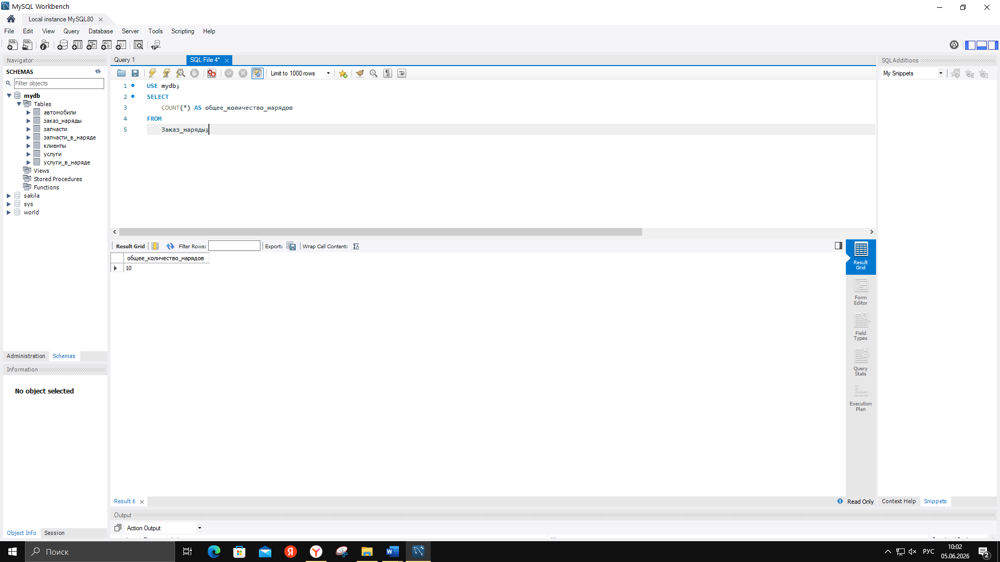 MySQL Workbench
Local instance MySQL80
File Edit View Query Database Server Tools Scripting Help
Navigator
SCHEMAS
Filter objects
mydb
Tables
автомобили
заказ_наряды
запчасти
запчасти_в_наряде
клиенты
услуги
услуги_в_наряде
Views
Stored Procedures
Functions
sakila
sys
world
Administration Schemas
Information
No object selected
Object Info Session
Query 1 SQL File 4*
Limit to 1000 rows
1 USE mydb;
2 SELECT
3 COUNT(*) AS общее_количество_нарядов
4 FROM
5 Заказ_наряды;
Result Grid Filter Rows: Export: Wrap Cell Content:
общее_количество_нарядов
10
Result Grid
Form Editor
Field Types
Query Stats
Execution Plan
Result 6 Read Only
Output
Action Output
SQLAdditions
My Snippets
Context Help Snippets
Поиск
РУС
10:02
05.06.2026
2